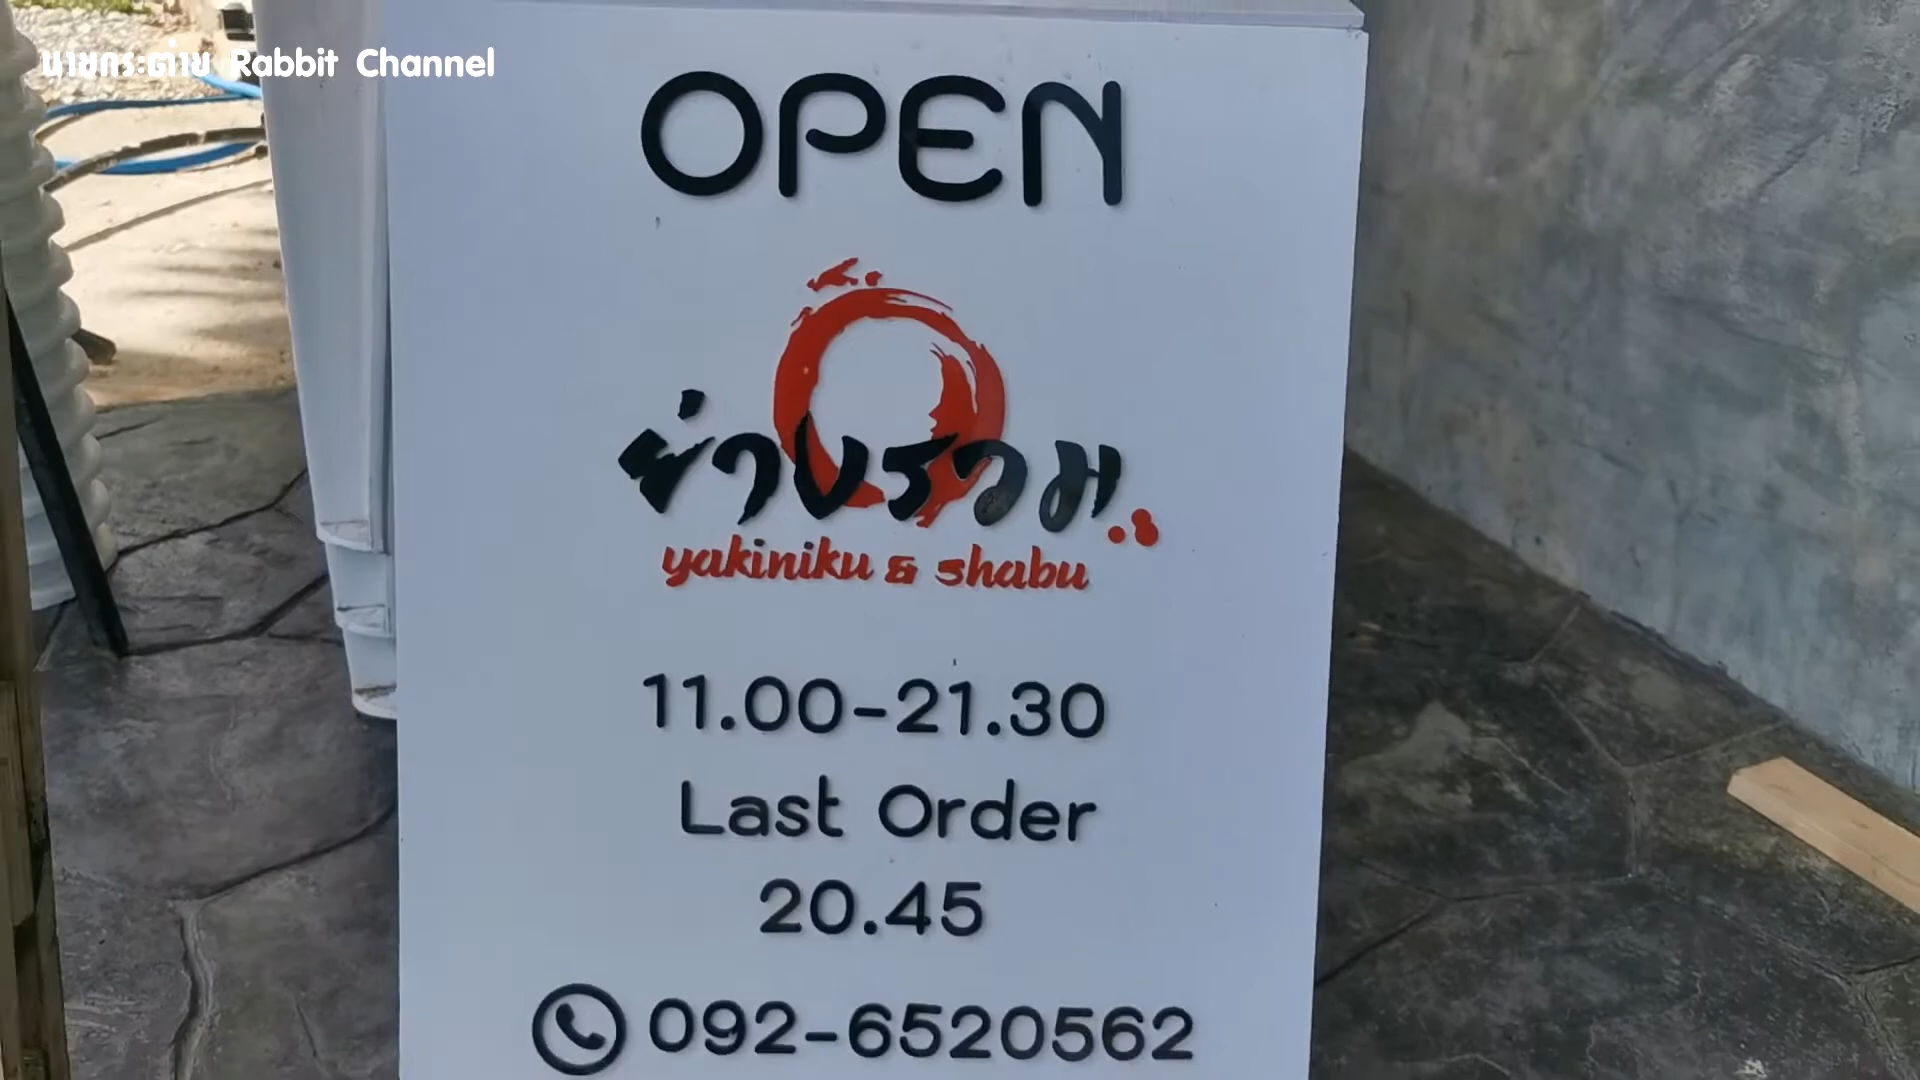 นายกระต่าย Rabbit Channel
OPEN
ย่างรวม
yakiniku & shabu
11.00-21.30
Last Order
20.45
092-6520562